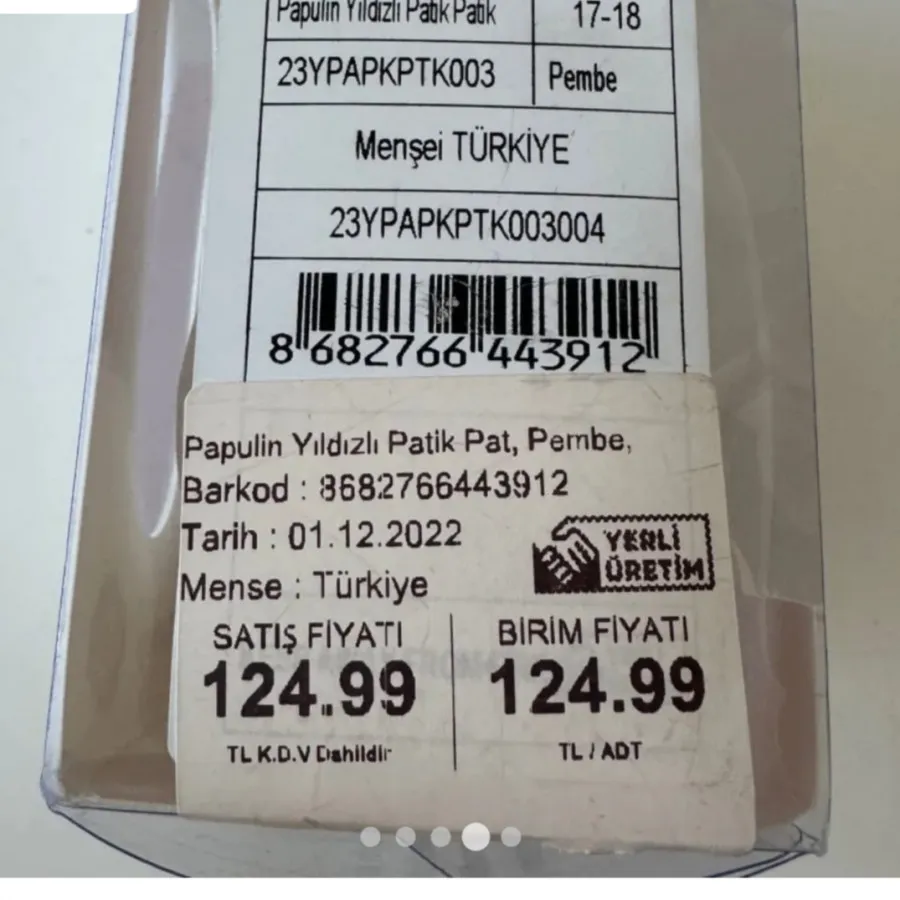 Papulin Yıldızlı Patik Patik 17-18
23YPAPKPTK003 Pembe
Menşei TÜRKİYE
23YPAPKPTK003004
8 682766 443912
Papulin Yıldızlı Patik Pat, Pembe,
Barkod : 8682766443912
Tarih : 01.12.2022
Mense : Türkiye
YERLİ
ÜRETİM
SATIŞ FİYATI BİRİM FİYATI
124.99 124.99
TL K.D.V Dahildir TL / ADT